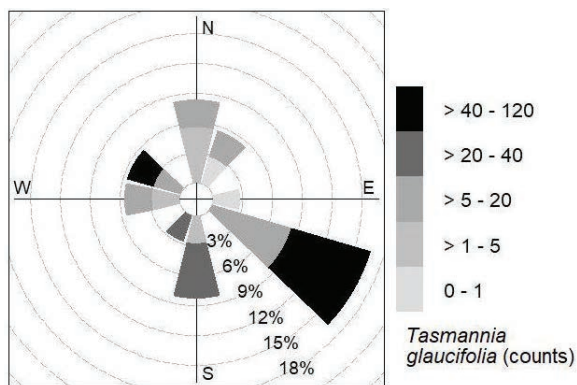 N
W
E
S
3%
6%
9%
12%
15%
18%
> 40 - 120
> 20 - 40
> 5 - 20
> 1 - 5
0 - 1
Tasmannia
glaucifolia (counts)